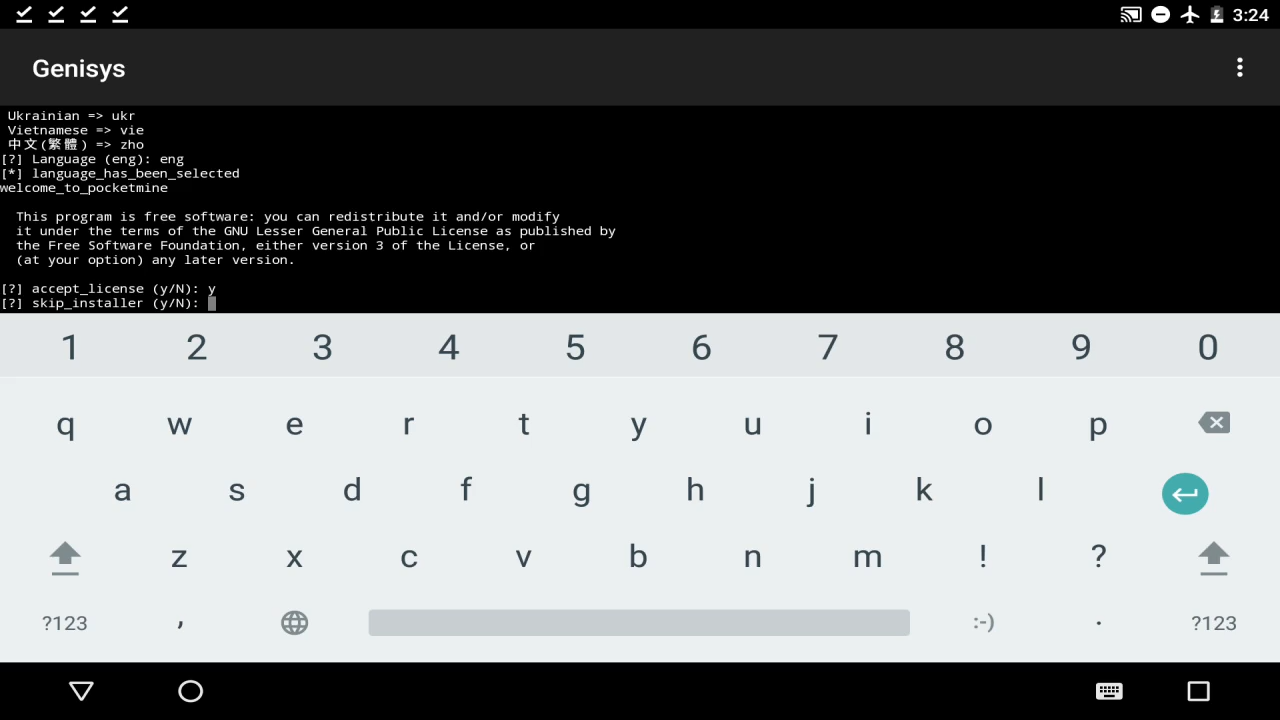 3:24
Genisys
Ukrainian => ukr
Vietnamese => vie
中文(繁體) => zho
[?] Language (eng): eng
[*] language_has_been_selected
welcome_to_pocketmine
This program is free software: you can redistribute it and/or modify
it under the terms of the GNU Lesser General Public License as published by
the Free Software Foundation, either version 3 of the License, or
(at your option) any later version.
[?] accept_license (y/N): y
[?] skip_installer (y/N):
1 2 3 4 5 6 7 8 9 0
q w e r t y u i o p
a s d f g h j k l
z x c v b n m ! ?
?123 , :-) . ?123